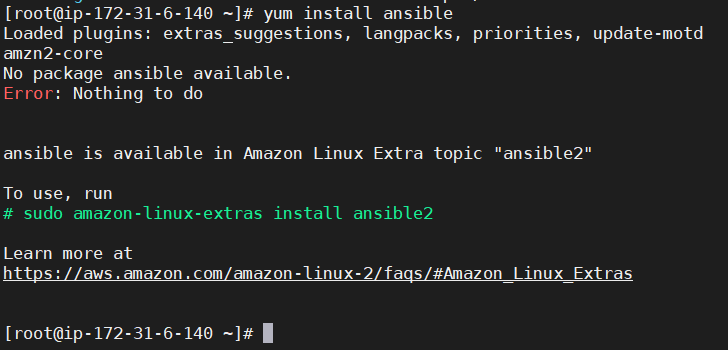 [root@ip-172-31-6-140 ~]# yum install ansible
Loaded plugins: extras_suggestions, langpacks, priorities, update-motd
amzn2-core
No package ansible available.
Error: Nothing to do
ansible is available in Amazon Linux Extra topic "ansible2"
To use, run
# sudo amazon-linux-extras install ansible2
Learn more at
https://aws.amazon.com/amazon-linux-2/faqs/#Amazon_Linux_Extras
[root@ip-172-31-6-140 ~]#